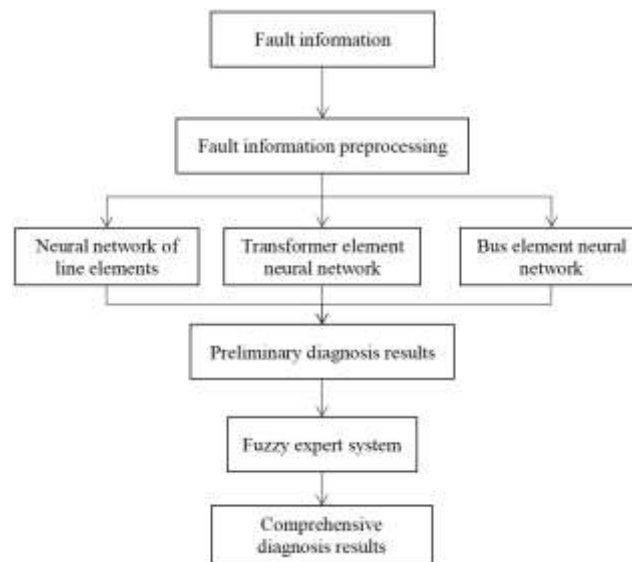 Fault information
Fault information preprocessing
Neural network of
line elements
Transformer element
neural network
Bus element neural
network
Preliminary diagnosis results
Fuzzy expert system
Comprehensive
diagnosis results